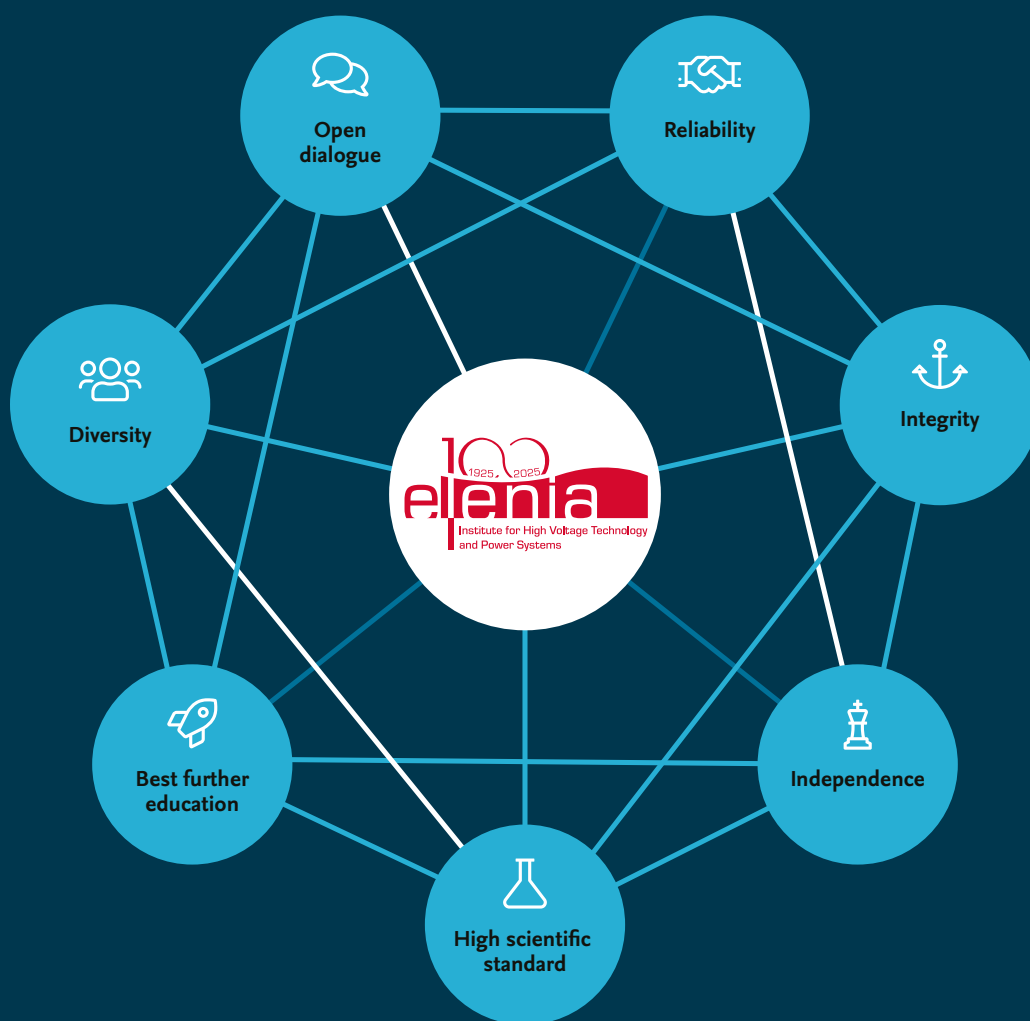 Open
dialogue
Reliability
Diversity
Integrity
100
1925 2025
elenia
Institute for High Voltage Technology
and Power Systems
Best further
education
Independence
High scientific
standard